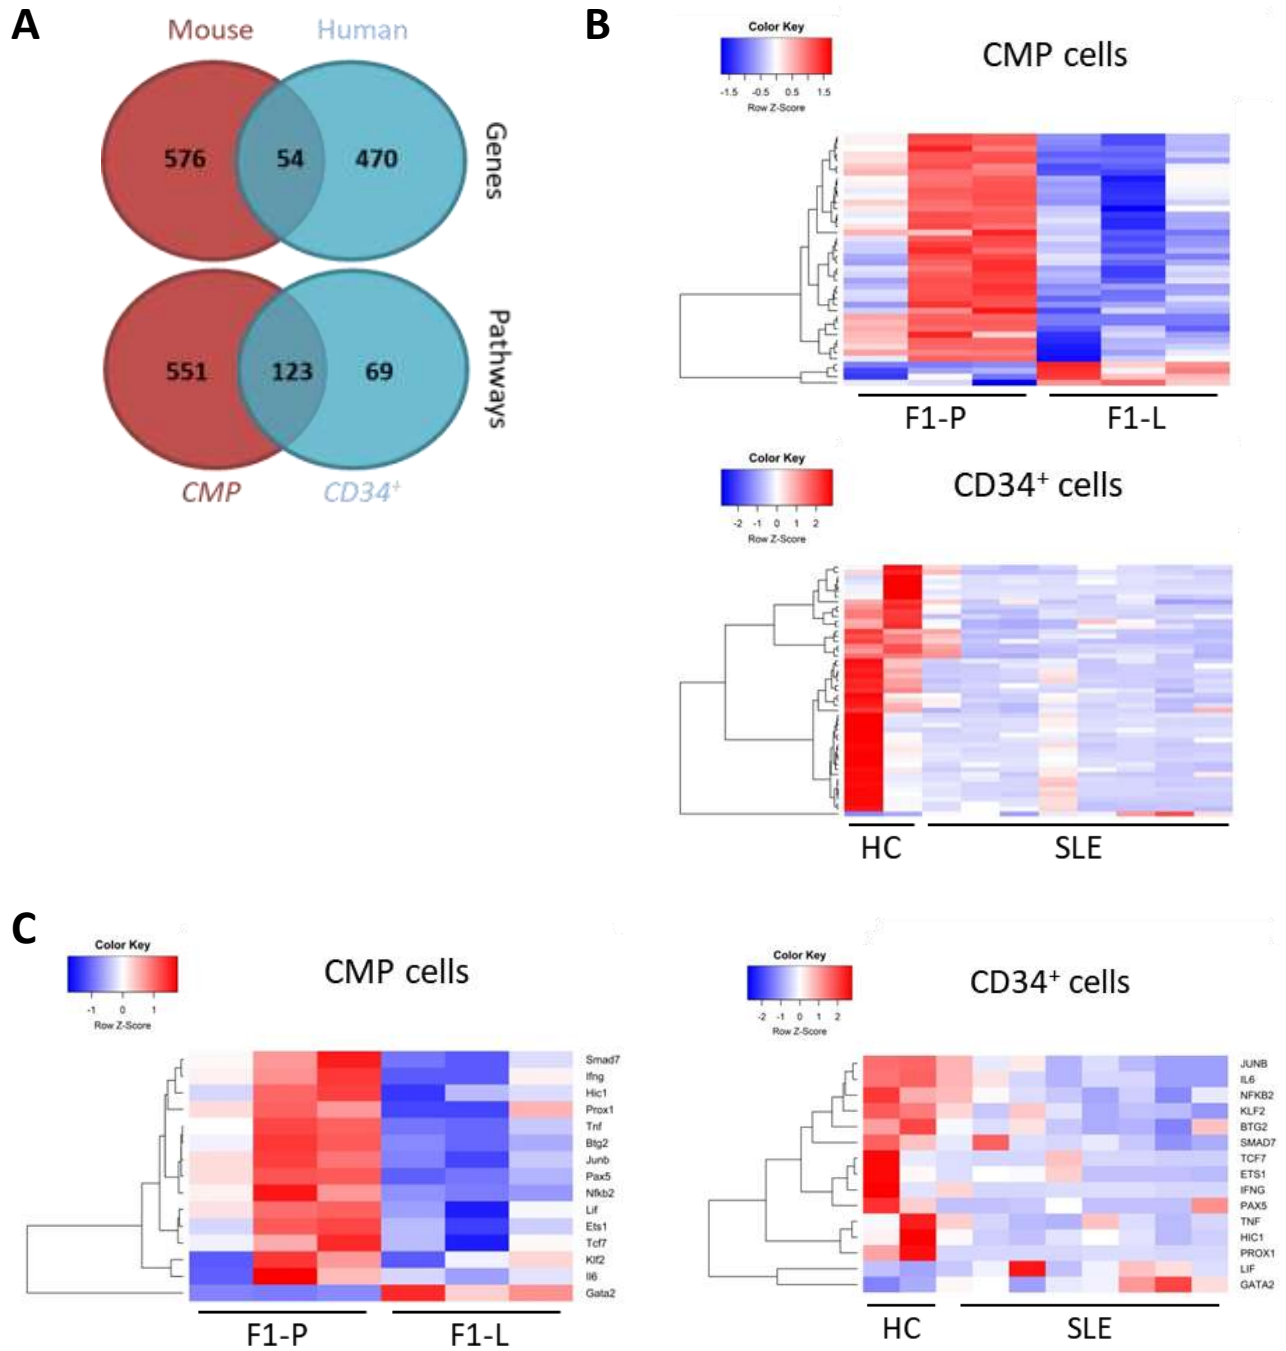 A
Mouse Human
576 54 470
Genes
551 123 69
Pathways
CMP CD34+
B
Color Key
-1.5 -0.5 0.5 1.5
Row Z-Score
CMP cells
F1-P F1-L
Color Key
-2 -1 0 1 2
Row Z-Score
CD34+ cells
HC SLE
C
Color Key
-1 0 1
Row Z-Score
CMP cells
Smad7
Ifng
Hic1
Prox1
Tnf
Btg2
Junb
Pax5
Nfkb2
Lif
Ets1
Tcf7
Klf2
Il6
Gata2
F1-P F1-L
Color Key
-2 -1 0 1 2
Row Z-Score
CD34+ cells
JUNB
IL6
NFKB2
KLF2
BTG2
SMAD7
TCF7
ETS1
IFNG
PAX5
TNF
HIC1
PROX1
LIF
GATA2
HC SLE